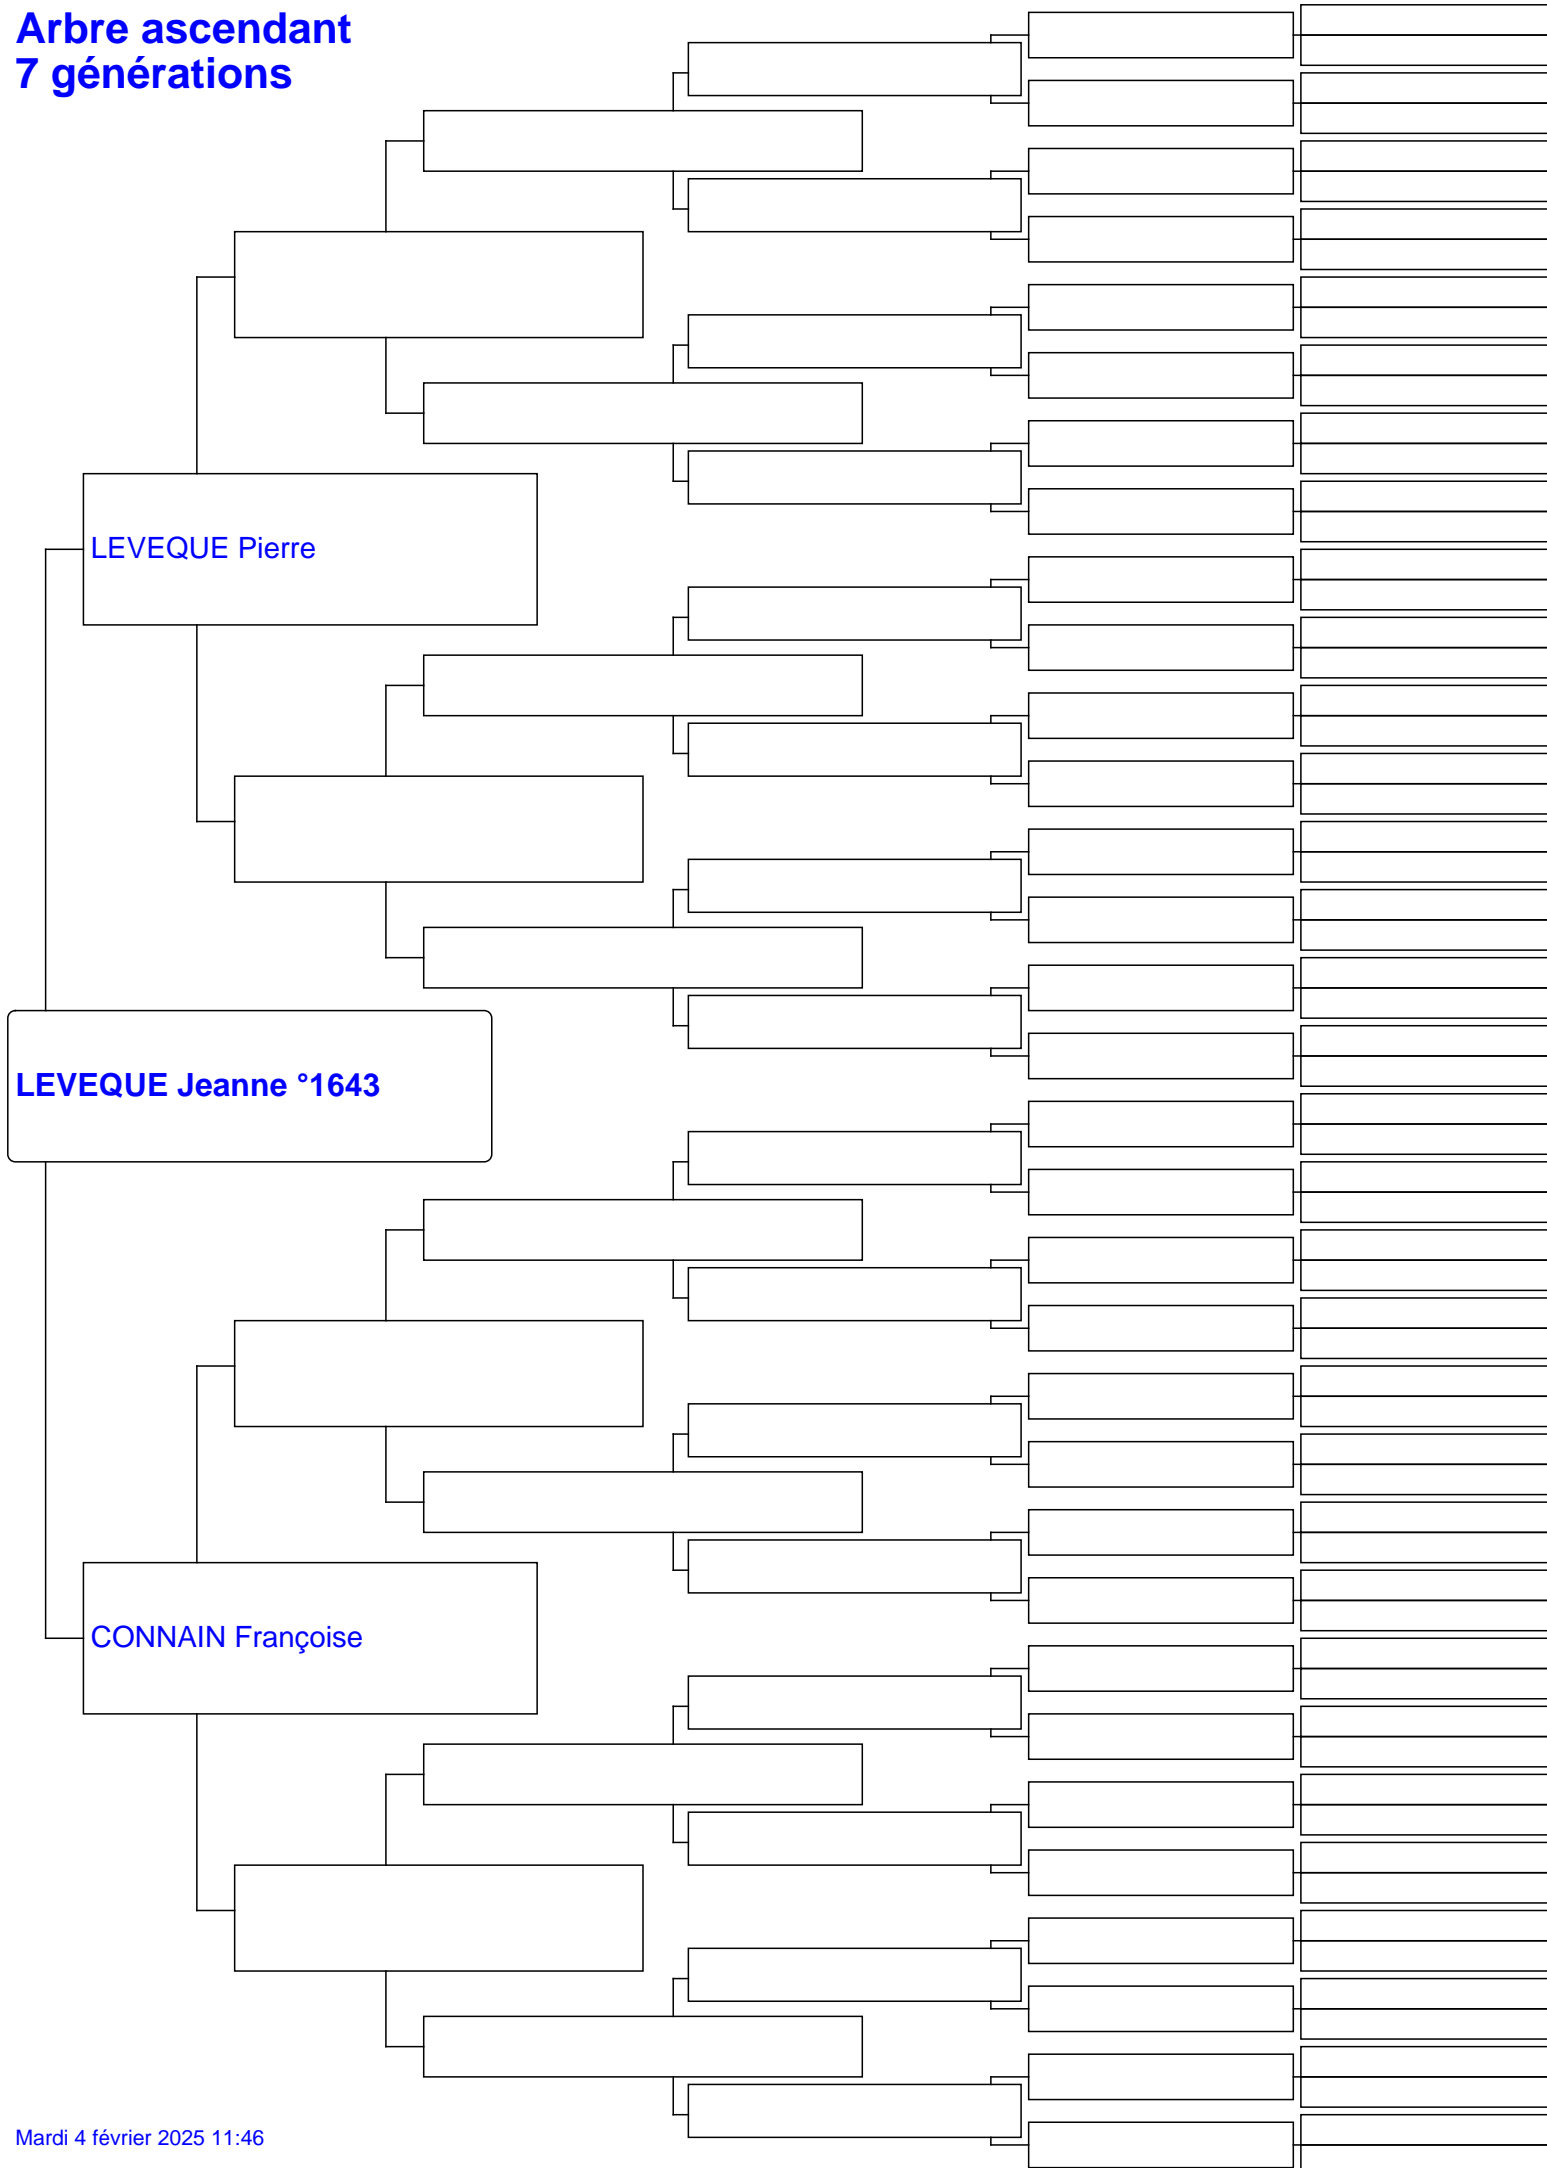 Arbre ascendant
7 générations
LEVEQUE Pierre
LEVEQUE Jeanne °1643
CONNAIN Françoise
Mardi 4 février 2025 11:46